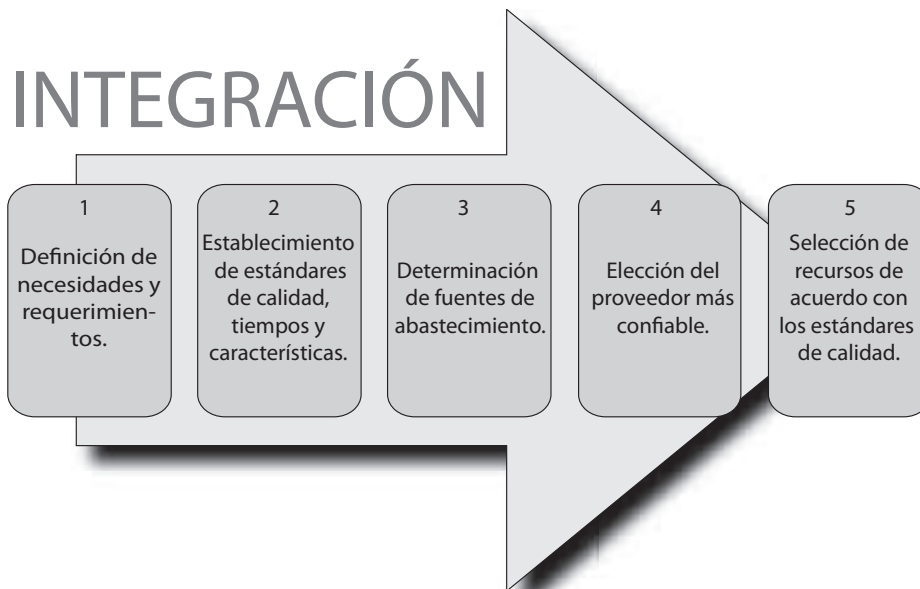 INTEGRACIÓN
1
Definición de
necesidades y
requerimien-
tos.
2
Establecimiento
de estándares
de calidad,
tiempos y
características.
3
Determinación
de fuentes de
abastecimiento.
4
Elección del
proveedor más
confiable.
5
Selección de
recursos de
acuerdo con
los estándares
de calidad.